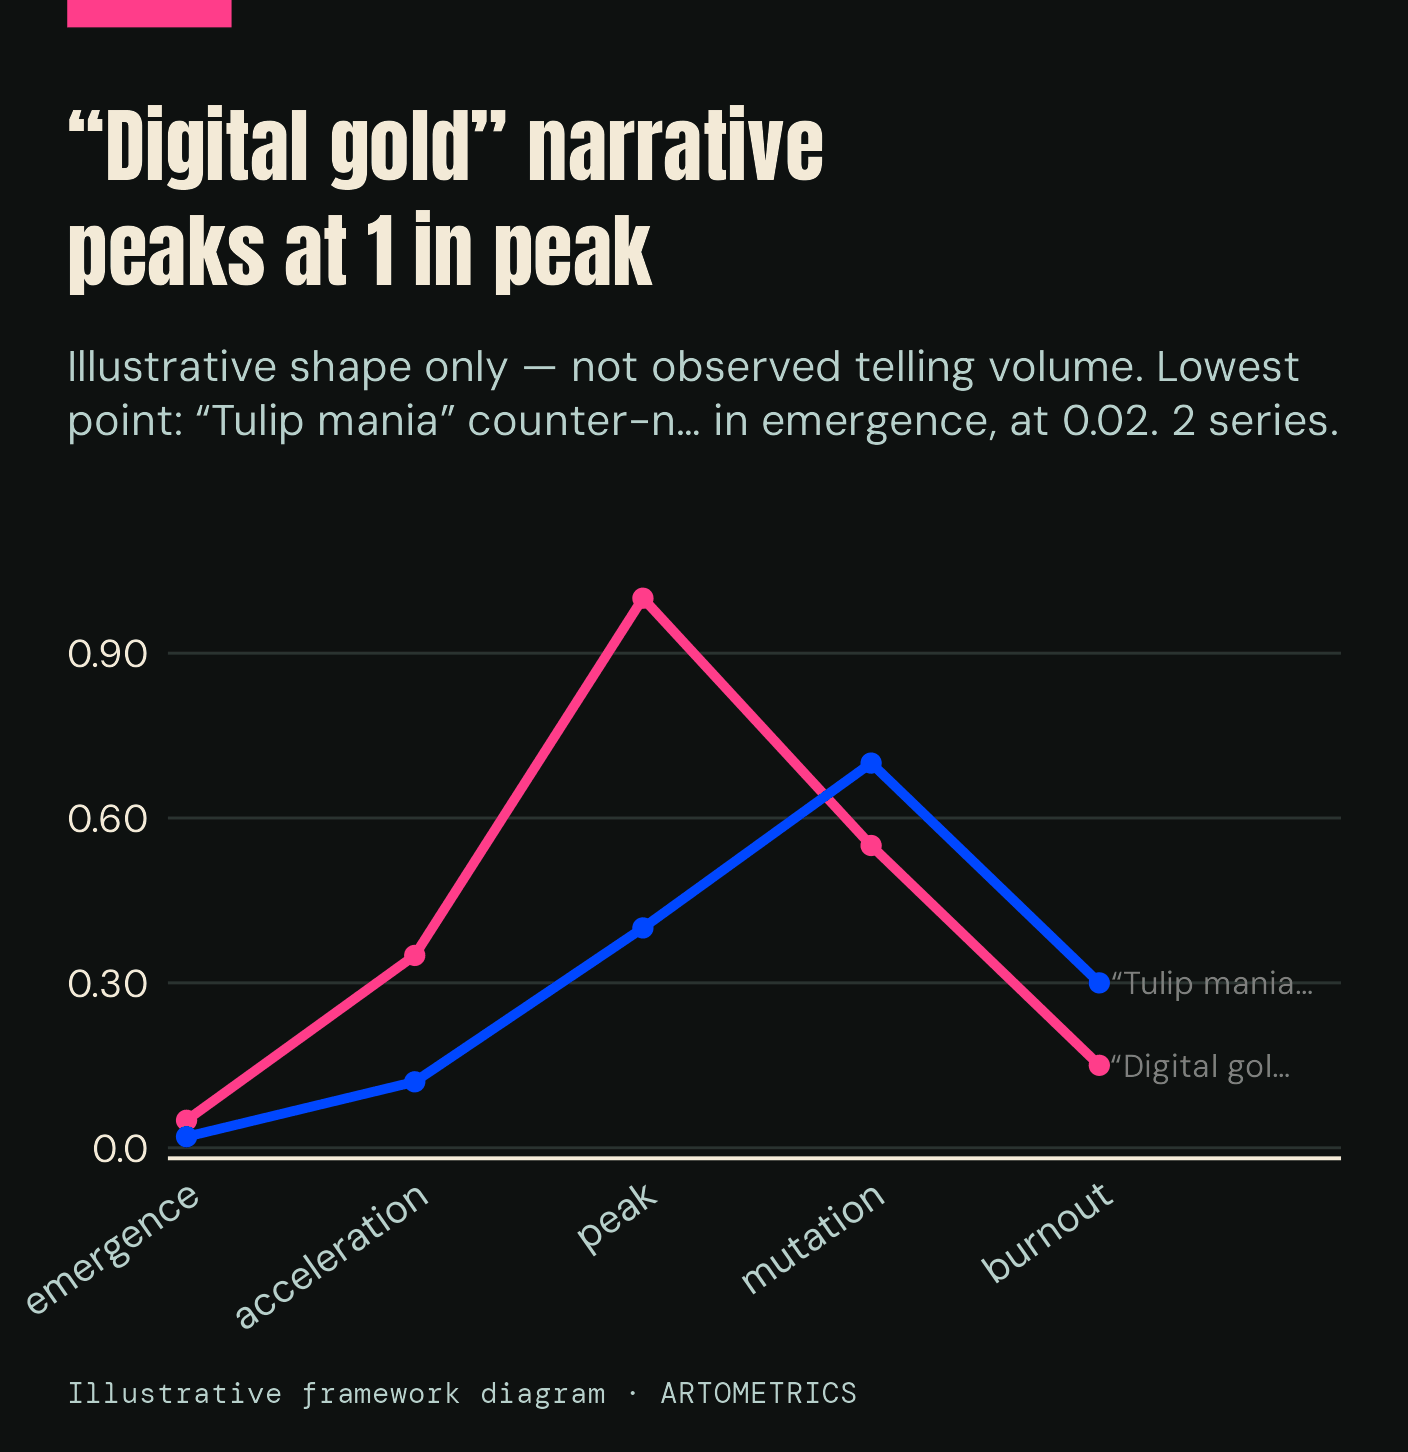 “Digital gold” narrative
peaks at 1 in peak
Illustrative shape only — not observed telling volume. Lowest
point: “Tulip mania” counter-n… in emergence, at 0.02. 2 series.
0.90
0.60
0.30
0.0
“Tulip mania…
“Digital gol…
emergence
acceleration
peak
mutation
burnout
Illustrative framework diagram · ARTOMETRICS